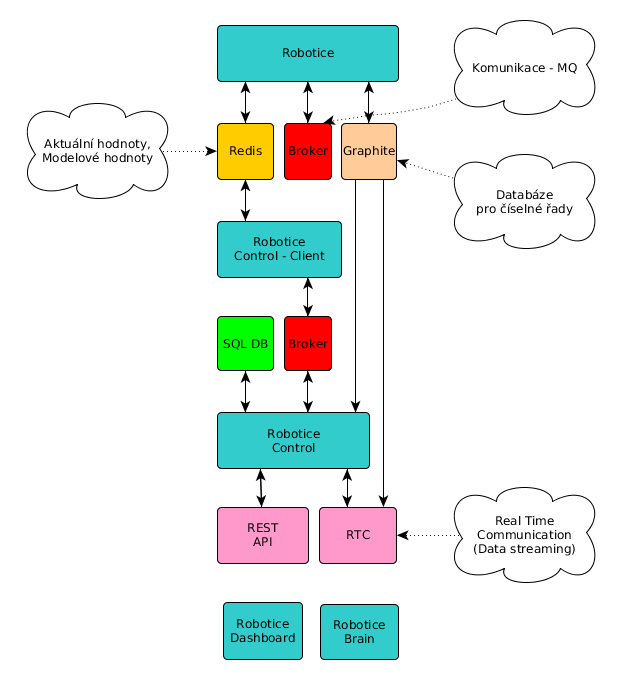 Robotice
Komunikace - MQ
Aktuální hodnoty,
Modelové hodnoty
Redis
Broker
Graphite
Databáze
pro číselné řady
Robotice
Control - Client
SQL DB
Broker
Robotice
Control
REST
API
RTC
Real Time
Communication
(Data streaming)
Robotice
Dashboard
Robotice
Brain